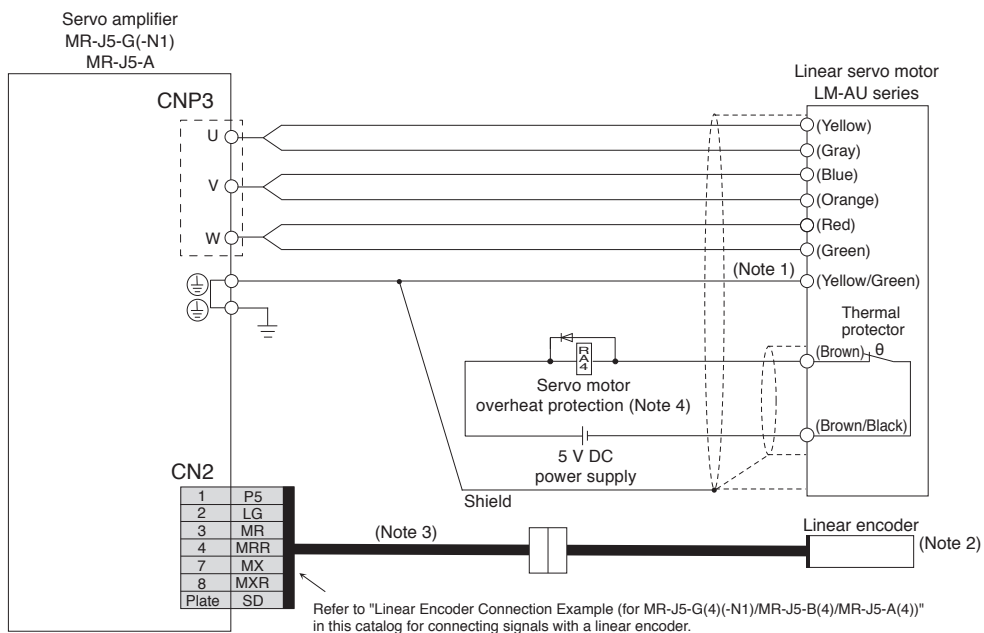 Servo amplifier
MR-J5-G(-N1)
MR-J5-A
Linear servo motor
LM-AU series
CNP3
U
V
W
(Yellow)
(Gray)
(Blue)
(Orange)
(Red)
(Green)
(Note 1)
(Yellow/Green)
Thermal
protector
(Brown)
θ
RA4
Servo motor
overheat protection (Note 4)
(Brown/Black)
5 V DC
power supply
Shield
CN2
1 P5
2 LG
3 MR
4 MRR
7 MX
8 MXR
Plate SD
(Note 3)
Linear encoder
(Note 2)
Refer to "Linear Encoder Connection Example (for MR-J5-G(4)(-N1)/MR-J5-B(4)/MR-J5-A(4))"
in this catalog for connecting signals with a linear encoder.